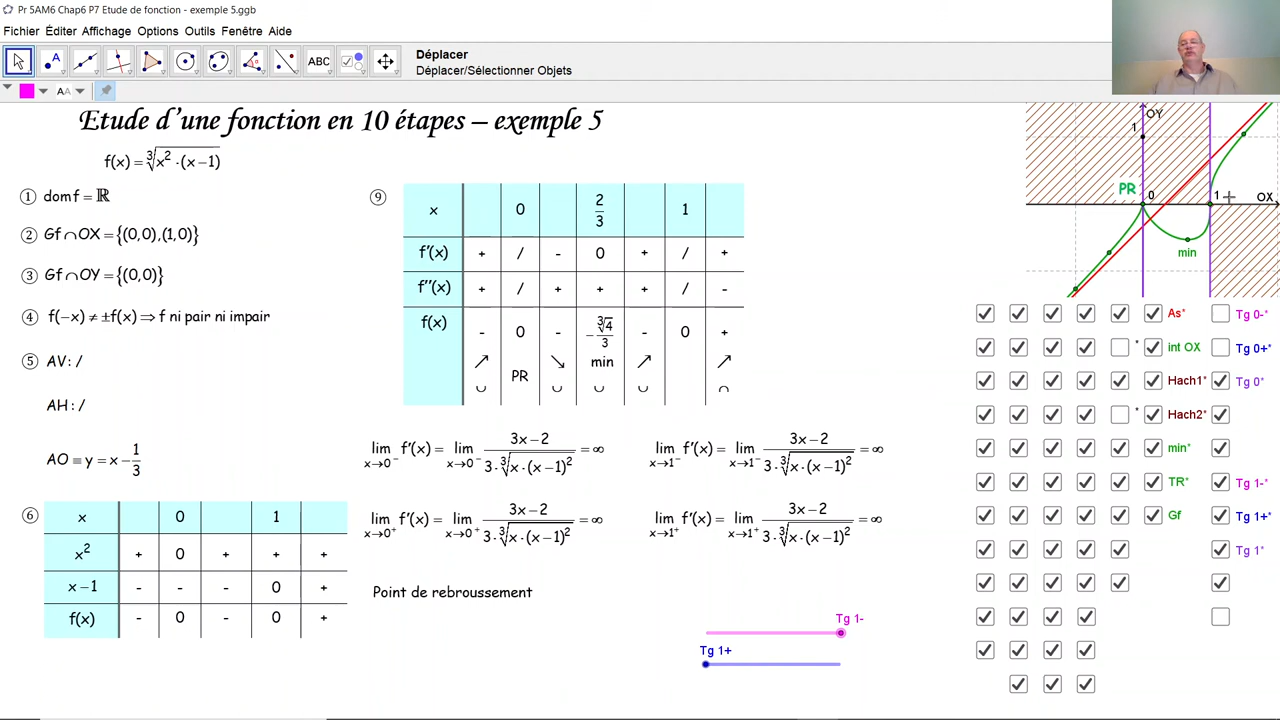 Pr 5AM6 Chap6 P7 Etude de fonction - exemple 5.ggb
Fichier Éditer Affichage Options Outils Fenêtre Aide
A
ABC
Déplacer
Déplacer/Sélectionner Objets
AA
Etude d'une fonction en 10 étapes – exemple 5
f(x) = ∛(x² · (x − 1))
① dom f = ℝ
② Gf ∩ OX = {(0,0),(1,0)}
③ Gf ∩ OY = {(0,0)}
④ f(−x) ≠ ±f(x) ⇒ f ni pair ni impair
⑤ AV : /
AH : /
AO ≡ y = x − 1/3
⑥ x 0 1
x² + 0 + + +
x − 1 - - - 0 +
f(x) - 0 - 0 +
⑨ x 0 2/3 1
f'(x) + / - 0 + / +
f''(x) + / + + + / -
f(x) - 0 - −∛4/3 - 0 +
↗ PR ↘ min ↗ ↗
∪ ∪ ∪ ∪ ∩
lim x→0⁻ f'(x) = lim x→0⁻ (3x − 2)/(3 · ∛(x · (x − 1)²)) = ∞
lim x→1⁻ f'(x) = lim x→1⁻ (3x − 2)/(3 · ∛(x · (x − 1)²)) = ∞
lim x→0⁺ f'(x) = lim x→0⁺ (3x − 2)/(3 · ∛(x · (x − 1)²)) = ∞
lim x→1⁺ f'(x) = lim x→1⁺ (3x − 2)/(3 · ∛(x · (x − 1)²)) = ∞
Point de rebroussement
Tg 1-
Tg 1+
OY
1
PR
0
1
OX
min
As* Tg 0-*
* int OX Tg 0+*
Hach1* Tg 0*
* Hach2*
min*
TR* Tg 1-*
Gf Tg 1+*
Tg 1*